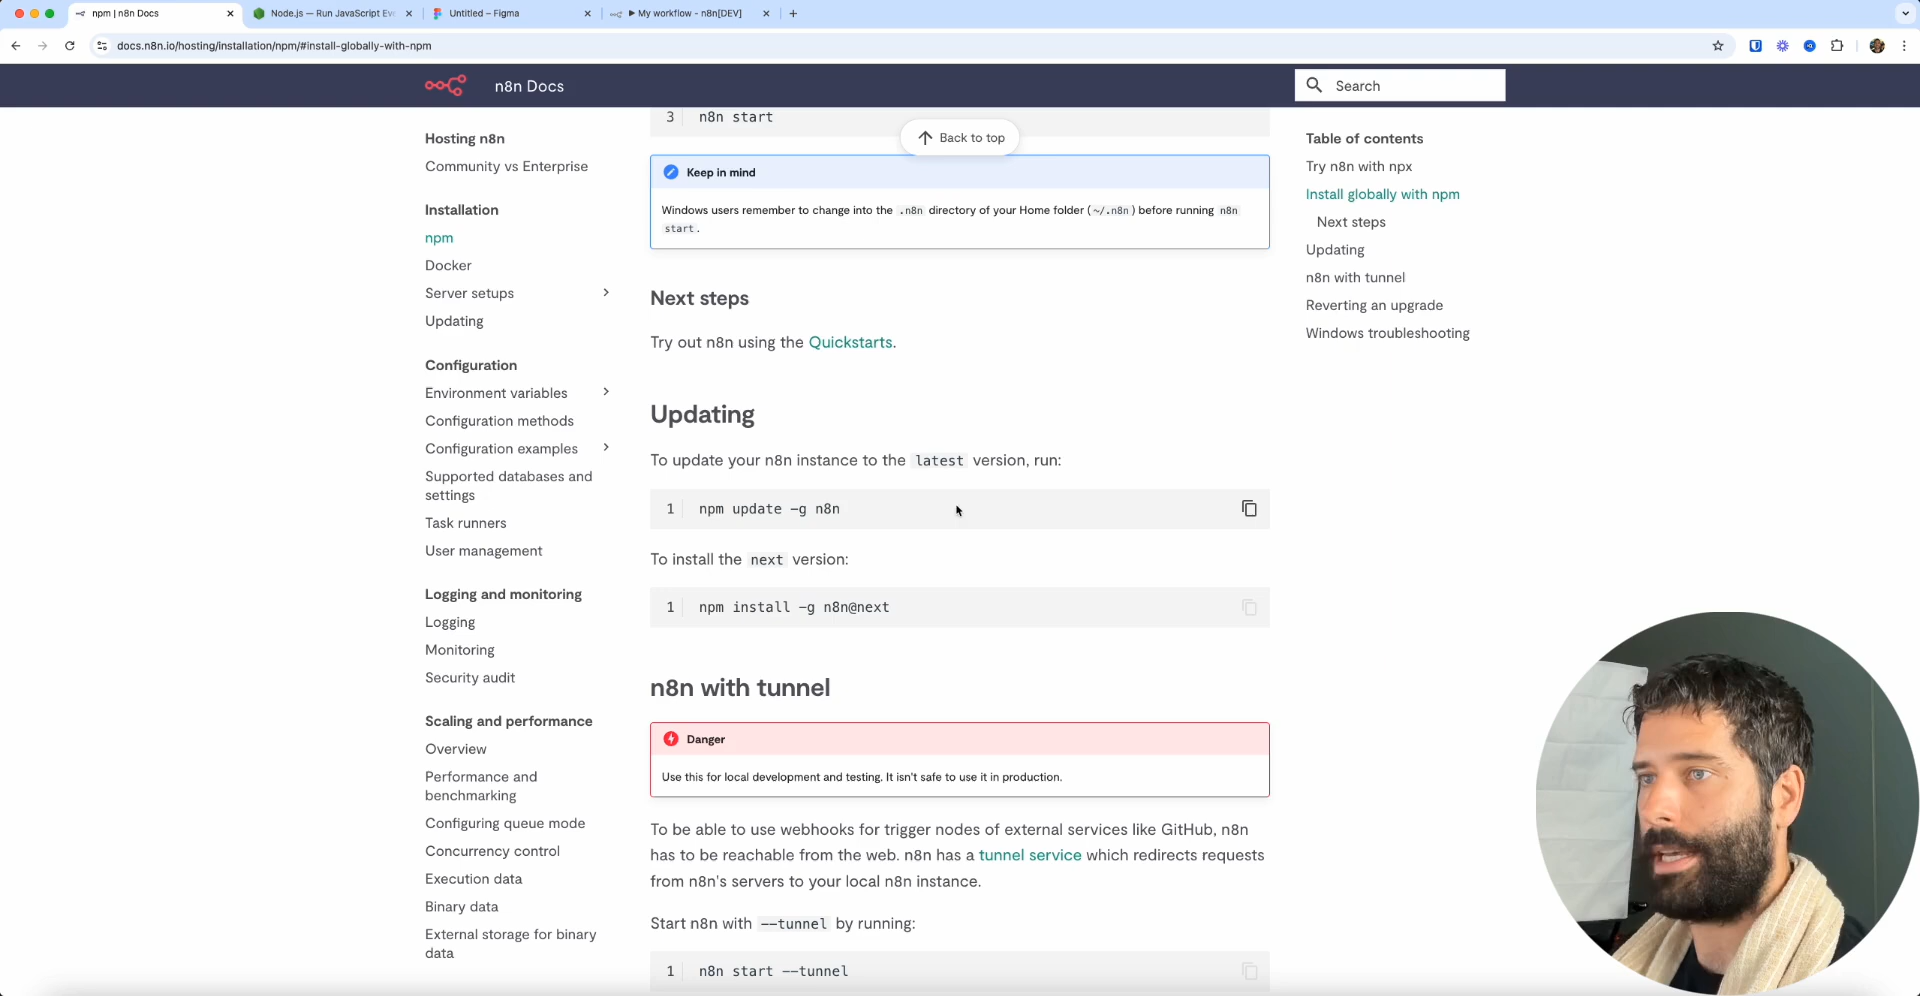 npm | n8n Docs
Node.js — Run JavaScript Ev
Untitled – Figma
▶ My workflow - n8n[DEV]
docs.n8n.io/hosting/installation/npm/#install-globally-with-npm
n8n Docs
Search
Hosting n8n
Community vs Enterprise
Installation
npm
Docker
Server setups
Updating
Configuration
Environment variables
Configuration methods
Configuration examples
Supported databases and
settings
Task runners
User management
Logging and monitoring
Logging
Monitoring
Security audit
Scaling and performance
Overview
Performance and
benchmarking
Configuring queue mode
Concurrency control
Execution data
Binary data
External storage for binary
data
3 n8n start
Back to top
Keep in mind
Windows users remember to change into the .n8n directory of your Home folder (~/.n8n) before running n8n
start.
Next steps
Try out n8n using the Quickstarts.
Updating
To update your n8n instance to the latest version, run:
1 npm update -g n8n
To install the next version:
1 npm install -g n8n@next
n8n with tunnel
Danger
Use this for local development and testing. It isn't safe to use it in production.
To be able to use webhooks for trigger nodes of external services like GitHub, n8n
has to be reachable from the web. n8n has a tunnel service which redirects requests
from n8n's servers to your local n8n instance.
Start n8n with --tunnel by running:
1 n8n start --tunnel
Table of contents
Try n8n with npx
Install globally with npm
Next steps
Updating
n8n with tunnel
Reverting an upgrade
Windows troubleshooting